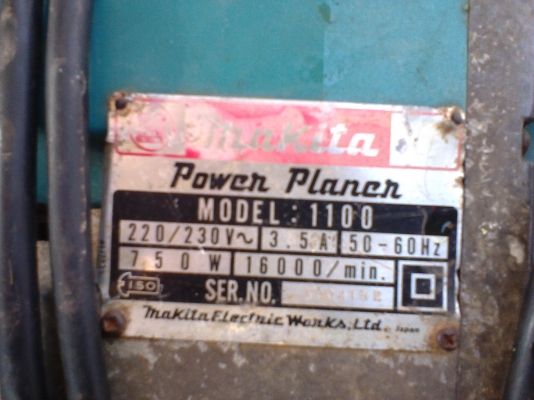 Makita
Power Planer
MODEL: 1100
220/230V~ 3.5A 50-60Hz
750W 16000/min.
ISO SER.NO.
Makita Electric Works, Ltd. Japan